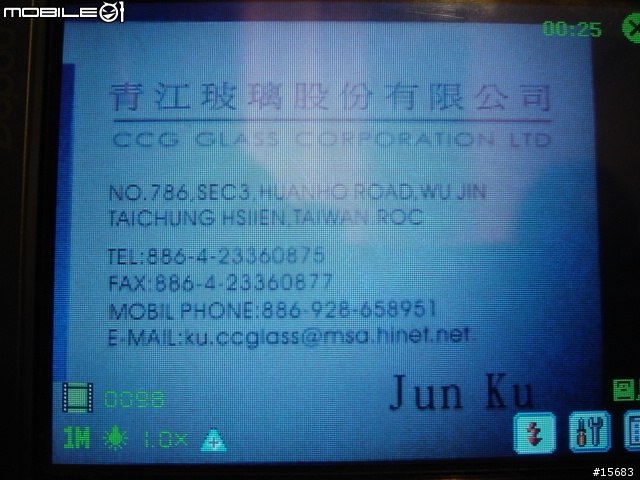 MOBILE01
00:25
青江玻璃股份有限公司
CCG GLASS CORPORATION LTD
NO.786,SEC3,HUANHO ROAD,WU JIN
TAICHUNG HSIIEN,TAIWAN ROC
TEL:886-4-23360875
FAX:886-4-23360877
MOBIL PHONE:886-928-658951
E-MAIL:ku.ccglass@msa.hinet.net
Jun Ku
0098
1M 1.0X
#15683